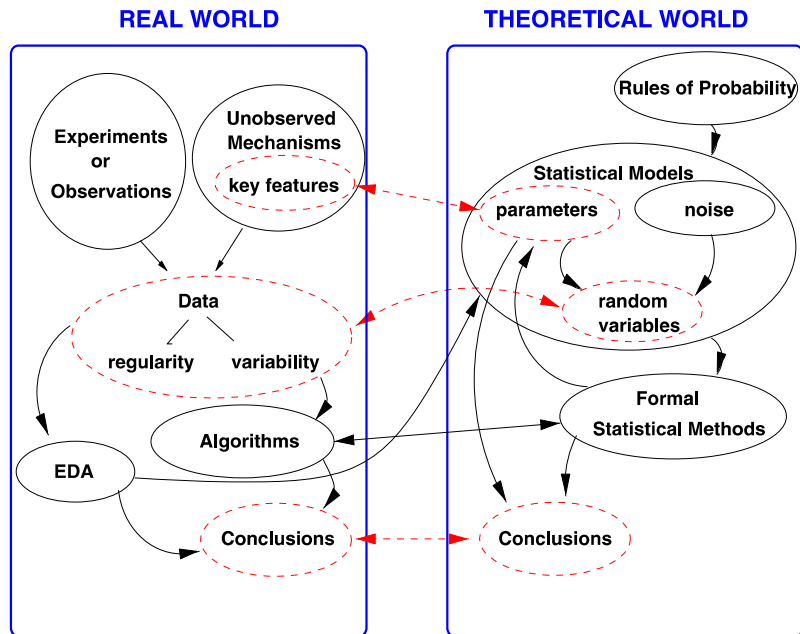 REAL WORLD
Experiments
or
Observations
Unobserved
Mechanisms
key features
Data
regularity
variability
Algorithms
EDA
Conclusions
THEORETICAL WORLD
Rules of Probability
Statistical Models
parameters
noise
random
variables
Formal
Statistical Methods
Conclusions